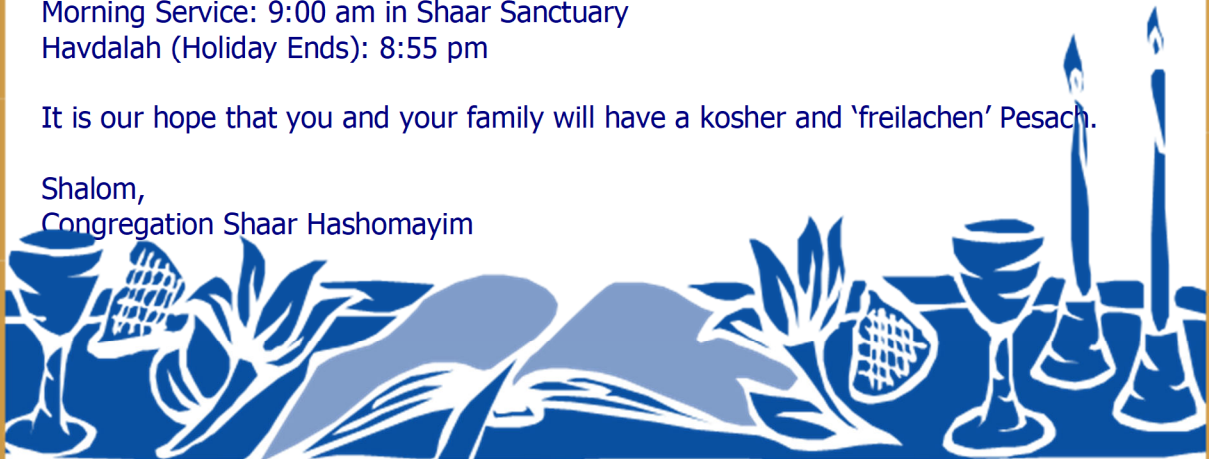 Morning Service: 9:00 am in Shaar Sanctuary
Havdalah (Holiday Ends): 8:55 pm
It is our hope that you and your family will have a kosher and ‘freilachen’ Pesach.
Shalom,
Congregation Shaar Hashomayim